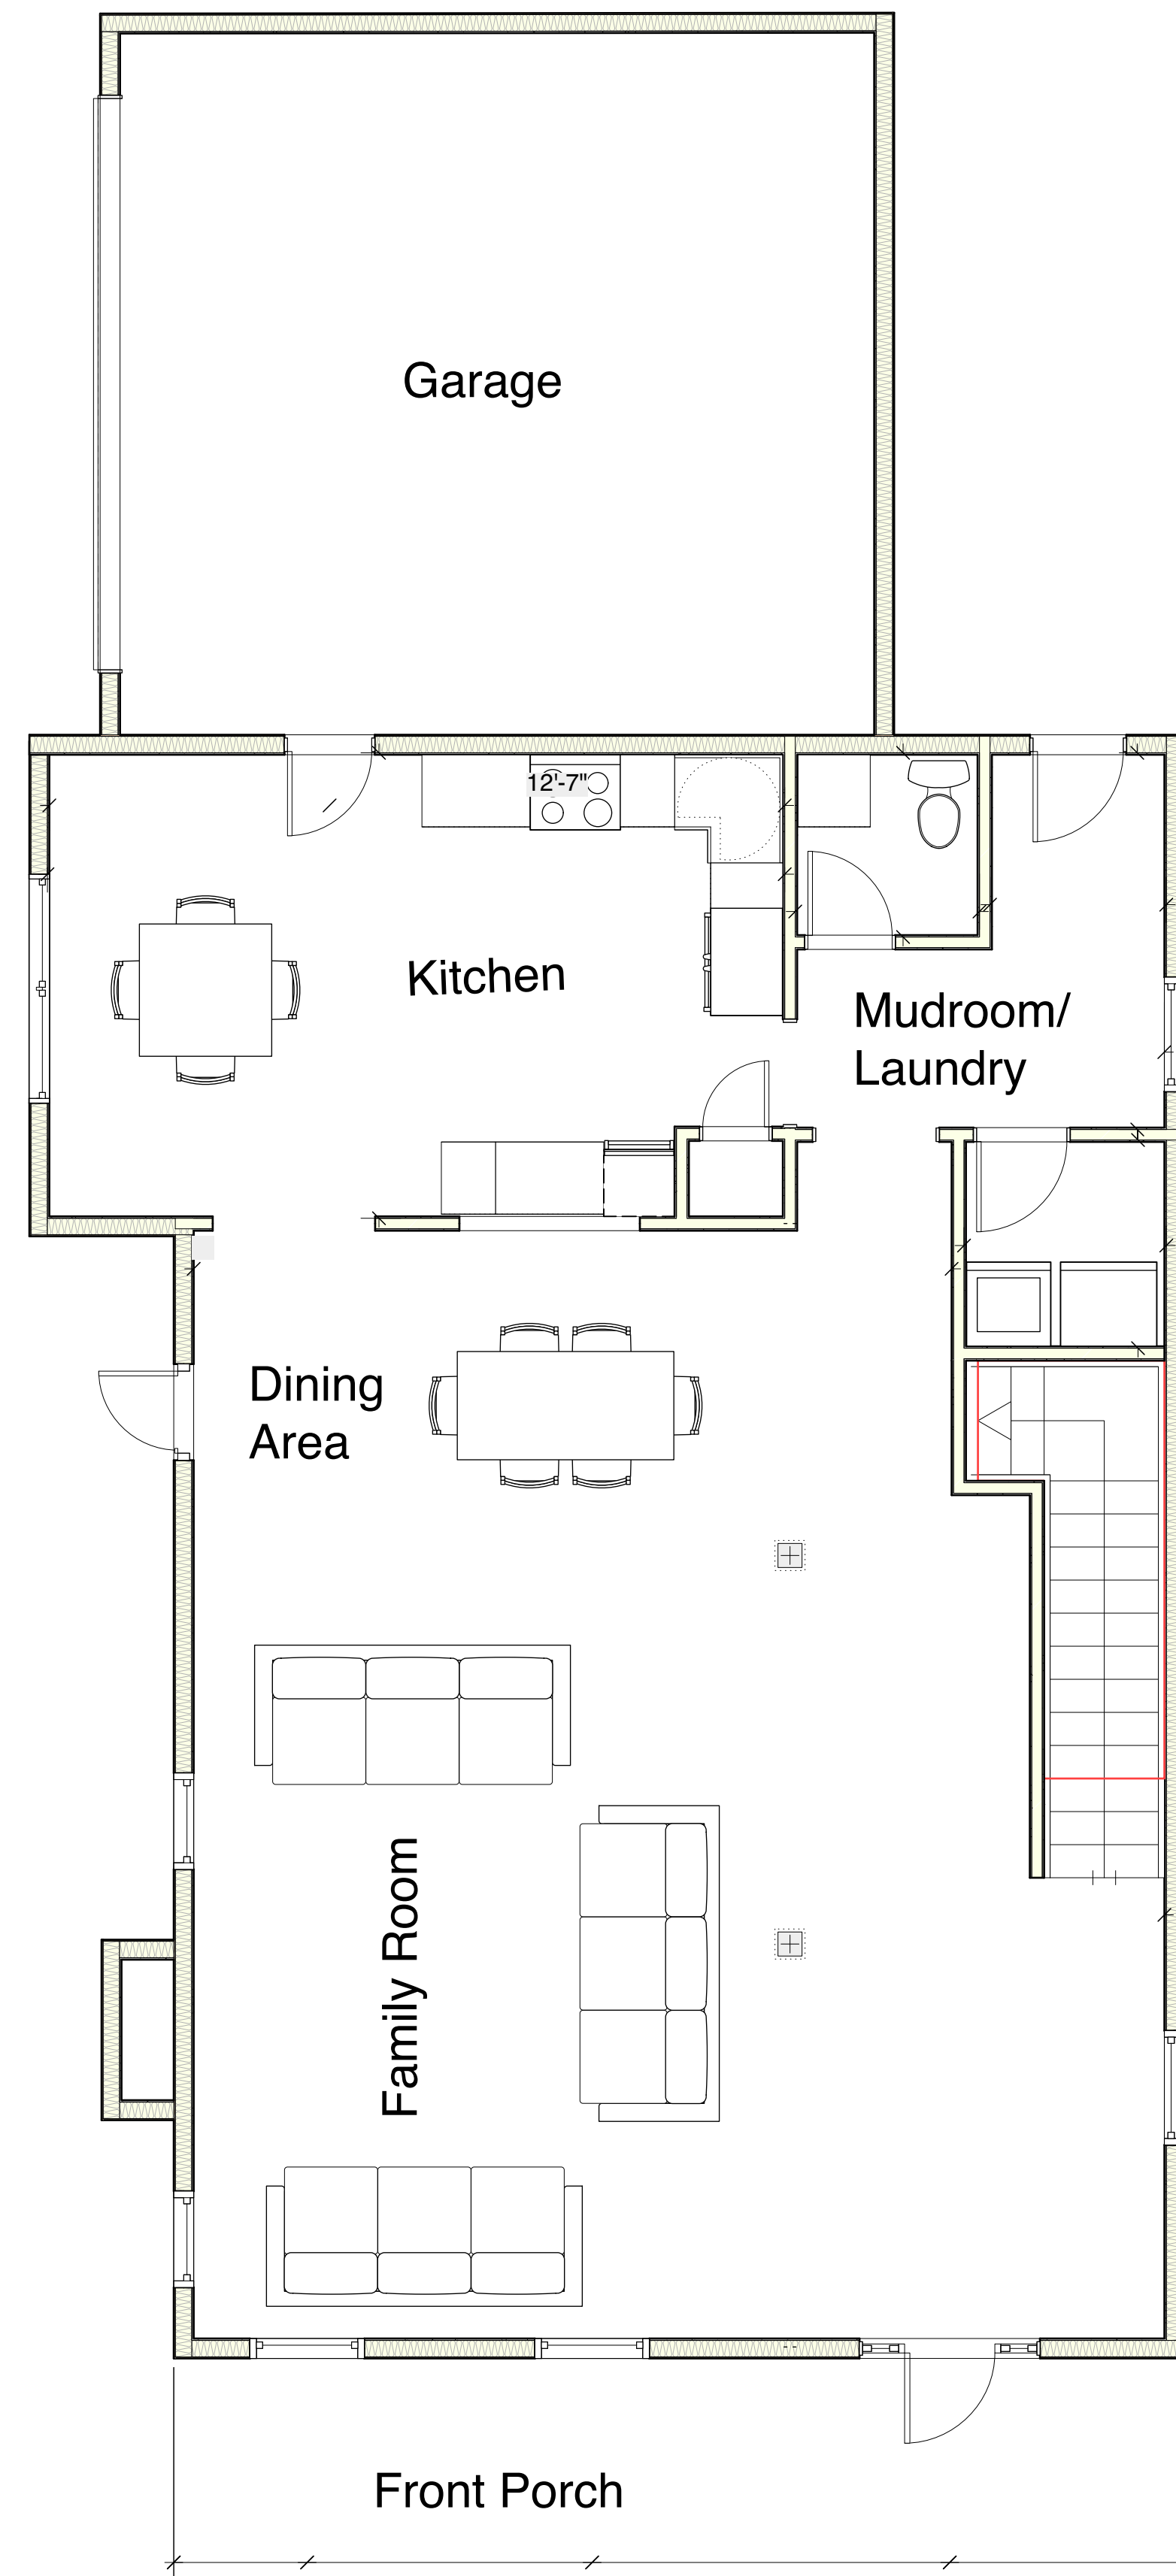 Garage
12'-7"
Kitchen
Mudroom/
Laundry
Dining
Area
Family Room
Front Porch